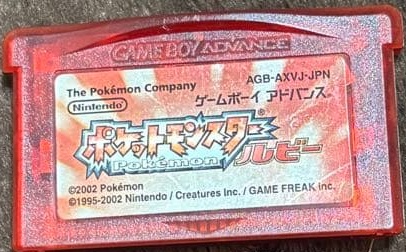 GAME BOY ADVANCE
The Pokémon Company
AGB-AXVJ-JPN
Nintendo
ゲームボーイ アドバンス
ポケットモンスター
Pokémon
ルビー
©2002 Pokémon
©1995-2002 Nintendo / Creatures inc. / GAME FREAK inc.